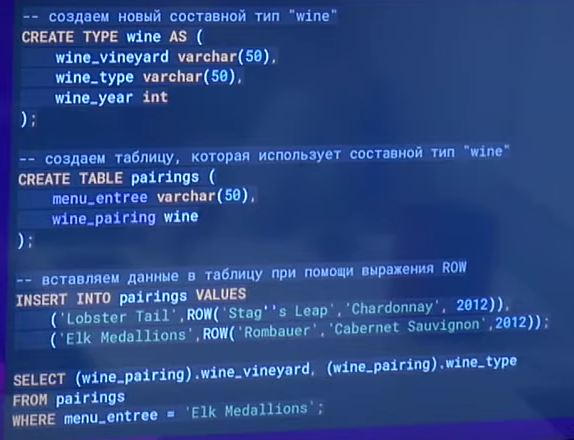 -- создаем новый составной тип "wine"
CREATE TYPE wine AS (
    wine_vineyard varchar(50),
    wine_type varchar(50),
    wine_year int
);
-- создаем таблицу, которая использует составной тип "wine"
CREATE TABLE pairings (
    menu_entree varchar(50),
    wine_pairing wine
);
-- вставляем данные в таблицу при помощи выражения ROW
INSERT INTO pairings VALUES
    ('Lobster Tail',ROW('Stag''s Leap','Chardonnay', 2012)),
    ('Elk Medallions',ROW('Rombauer','Cabernet Sauvignon',2012));
SELECT (wine_pairing).wine_vineyard, (wine_pairing).wine_type
FROM pairings
WHERE menu_entree = 'Elk Medallions';